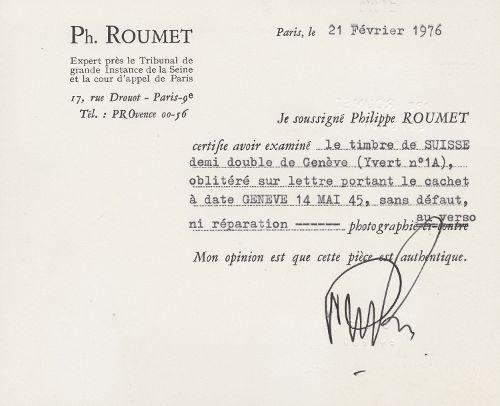 Ph. ROUMET
Expert près le Tribunal de
grande Instance de la Seine
et la cour d'appel de Paris
17, rue Drouot - Paris-9e
Tél. : PROvence 00-56
Paris, le 21 Février 1976
Je soussigné Philippe ROUMET
certifie avoir examiné le timbre de SUISSE
demi double de Genève (Yvert n°1A),
oblitéré sur lettre portant le cachet
à date GENEVE 14 MAI 45, sans défaut,
au verso
ni réparation ------ photographie ci-contre
Mon opinion est que cette pièce est authentique.